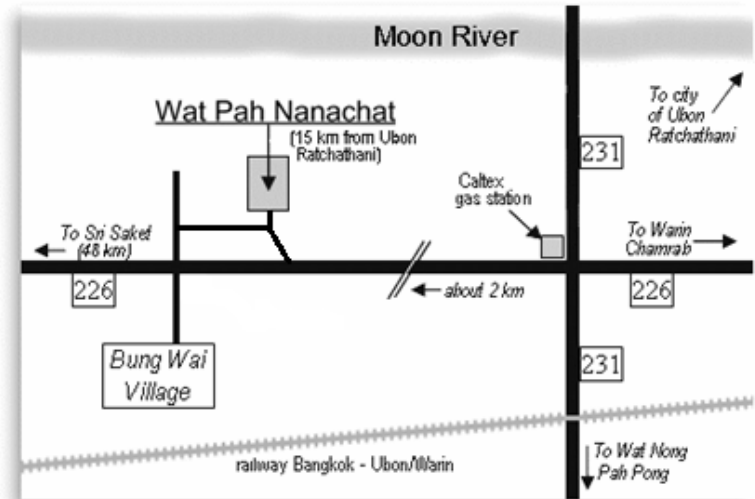 Moon River
Wat Pah Nanachat
(15 km from Ubon
Ratchathani)
To city
of Ubon
Ratchathani
231
Caltex
gas station
To Sri Saket
(48 km)
To Warin
Chamrab
226
about 2 km
226
Bung Wai
Village
231
railway Bangkok - Ubon/Warin
To Wat Nong
Pah Pong